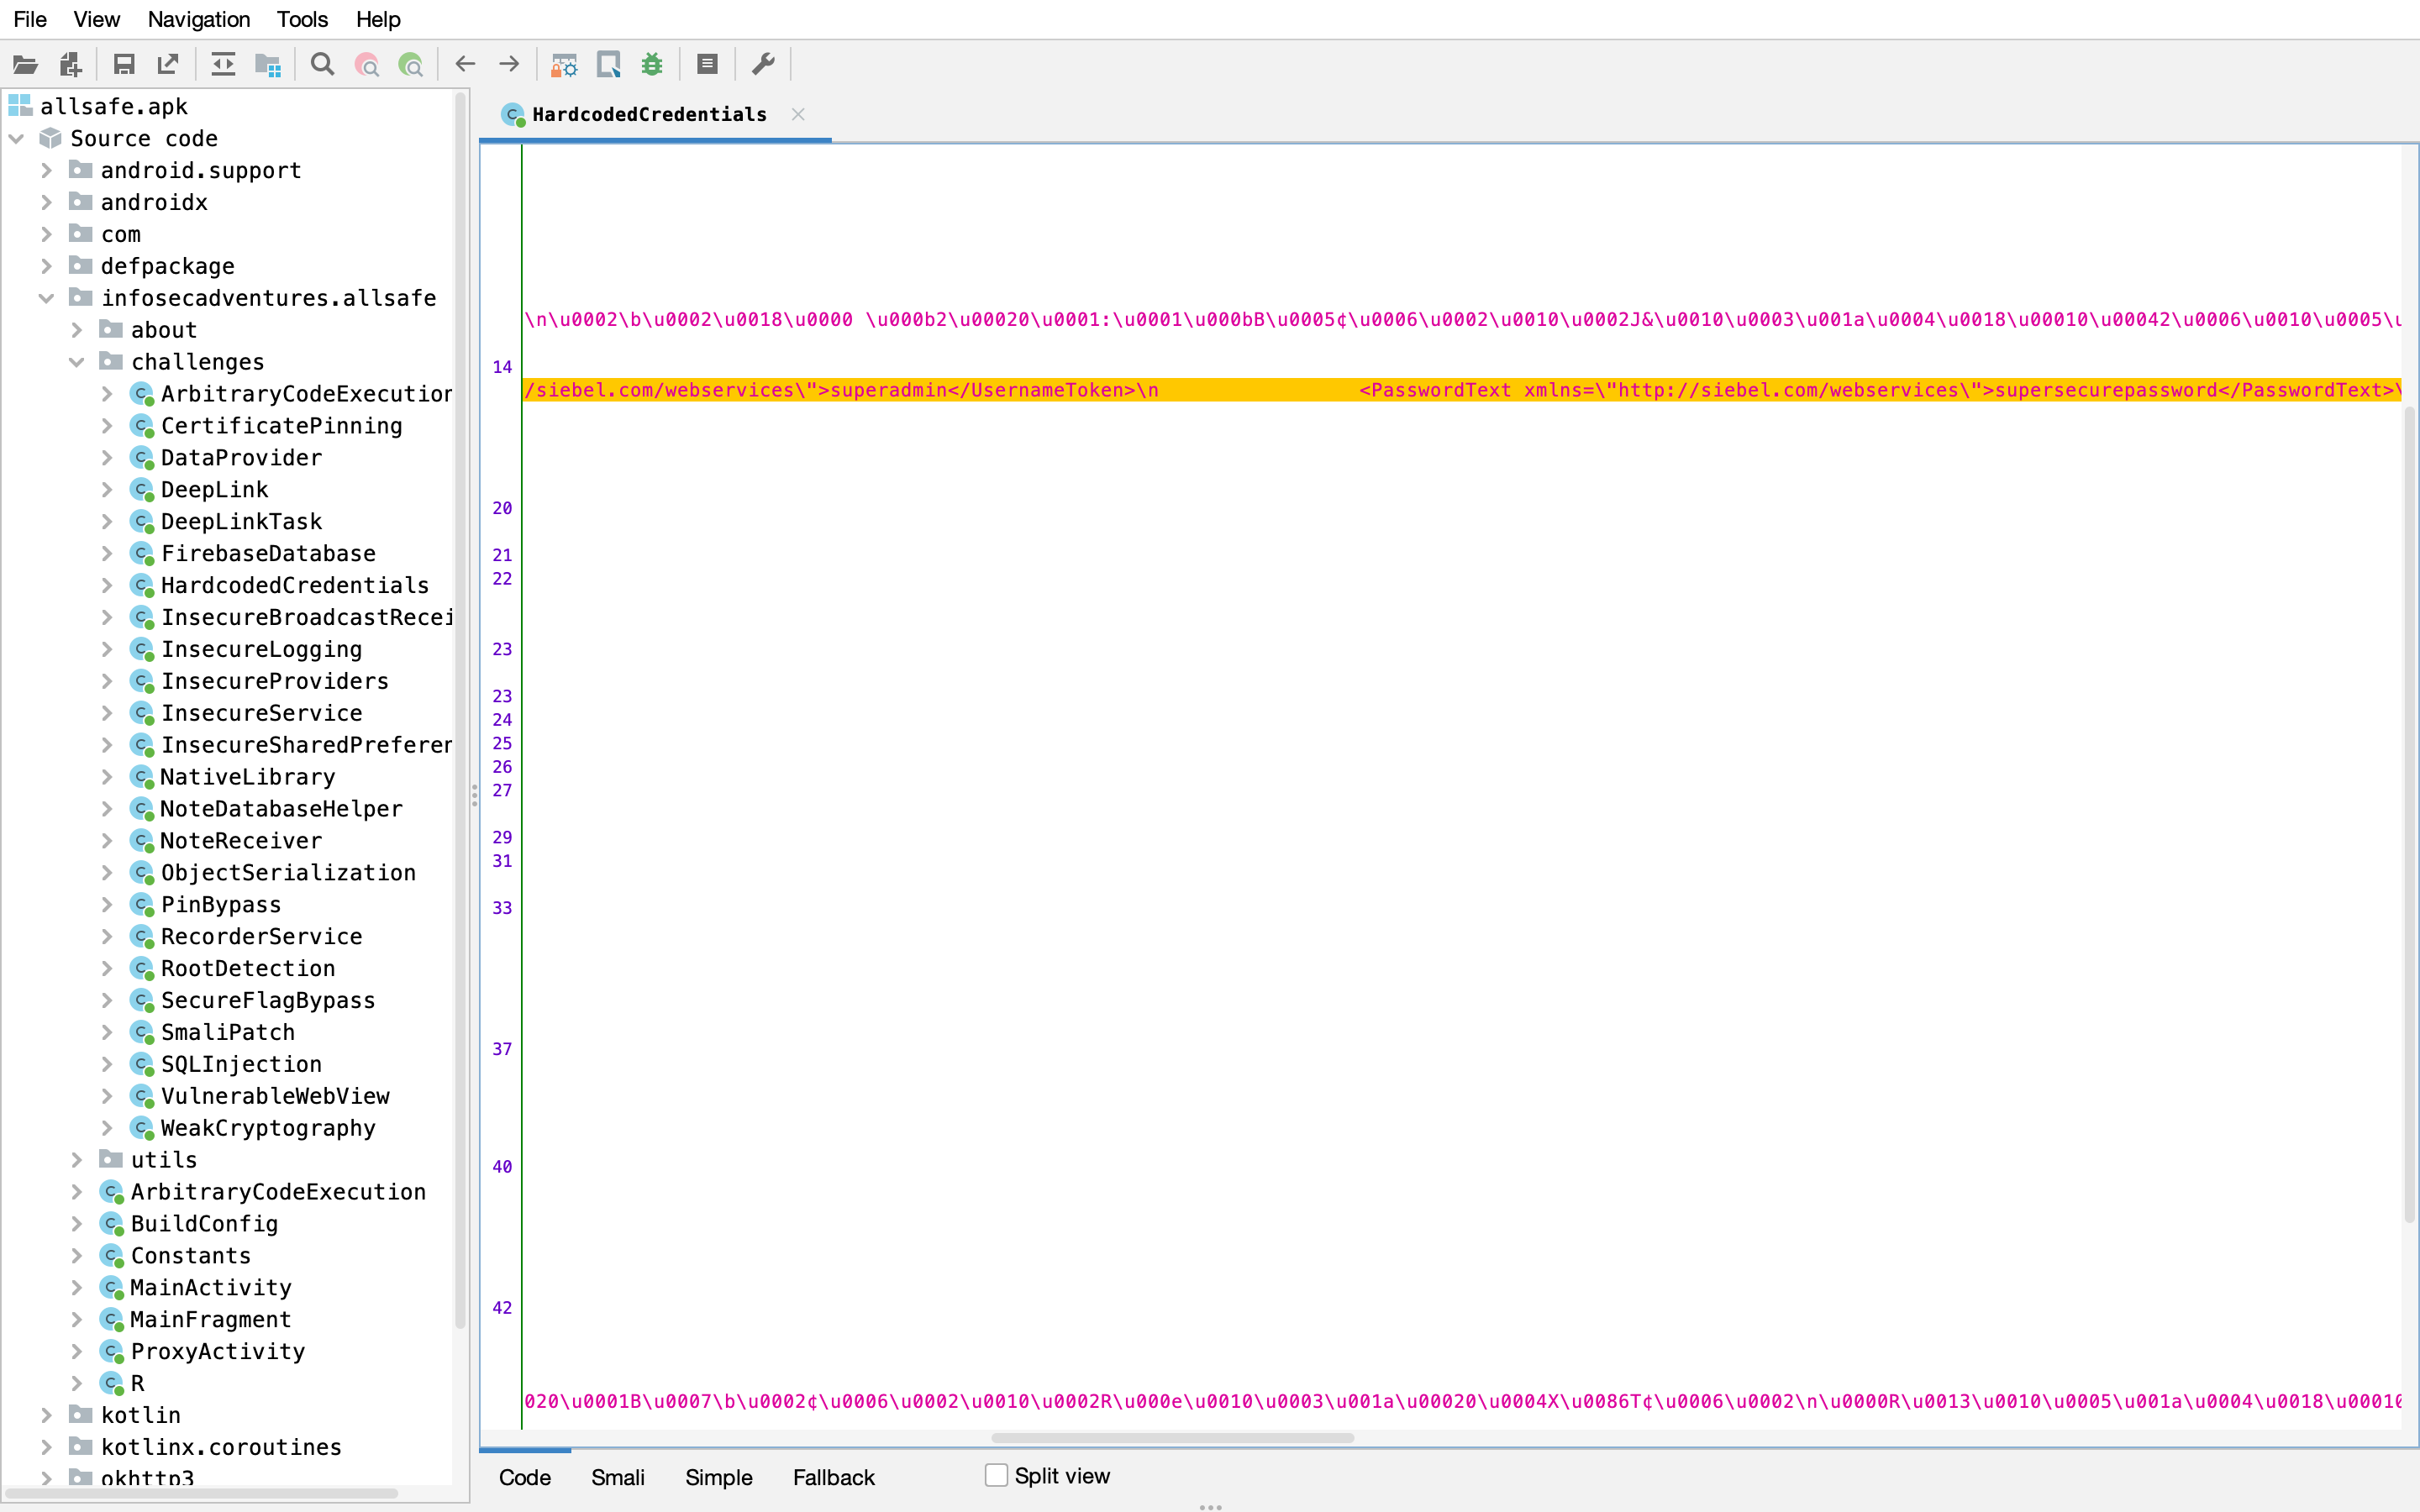 File View Navigation Tools Help
allsafe.apk
Source code
android.support
androidx
com
defpackage
infosecadventures.allsafe
about
challenges
ArbitraryCodeExecution
CertificatePinning
DataProvider
DeepLink
DeepLinkTask
FirebaseDatabase
HardcodedCredentials
InsecureBroadcastRecei
InsecureLogging
InsecureProviders
InsecureService
InsecureSharedPreferen
NativeLibrary
NoteDatabaseHelper
NoteReceiver
ObjectSerialization
PinBypass
RecorderService
RootDetection
SecureFlagBypass
SmaliPatch
SQLInjection
VulnerableWebView
WeakCryptography
utils
ArbitraryCodeExecution
BuildConfig
Constants
MainActivity
MainFragment
ProxyActivity
R
kotlin
kotlinx.coroutines
okhttp3
HardcodedCredentials
\n\u0002\b\u0002\u0018\u0000 \u000b2\u00020\u0001:\u0001\u000bB\u0005¢\u0006\u0002\u0010\u0002J&\u0010\u0003\u001a\u0004\u0018\u00010\u00042\u0006\u0010\u0005\u
14
/siebel.com/webservices\">superadmin</UsernameToken>\n <PasswordText xmlns=\"http://siebel.com/webservices\">supersecurepassword</PasswordText>\
20
21
22
23
23
24
25
26
27
29
31
33
37
40
42
020\u0001B\u0007\b\u0002¢\u0006\u0002\u0010\u0002R\u000e\u0010\u0003\u001a\u00020\u0004X\u0086T¢\u0006\u0002\n\u0000R\u0013\u0010\u0005\u001a\u0004\u0018\u00010
Code Smali Simple Fallback Split view